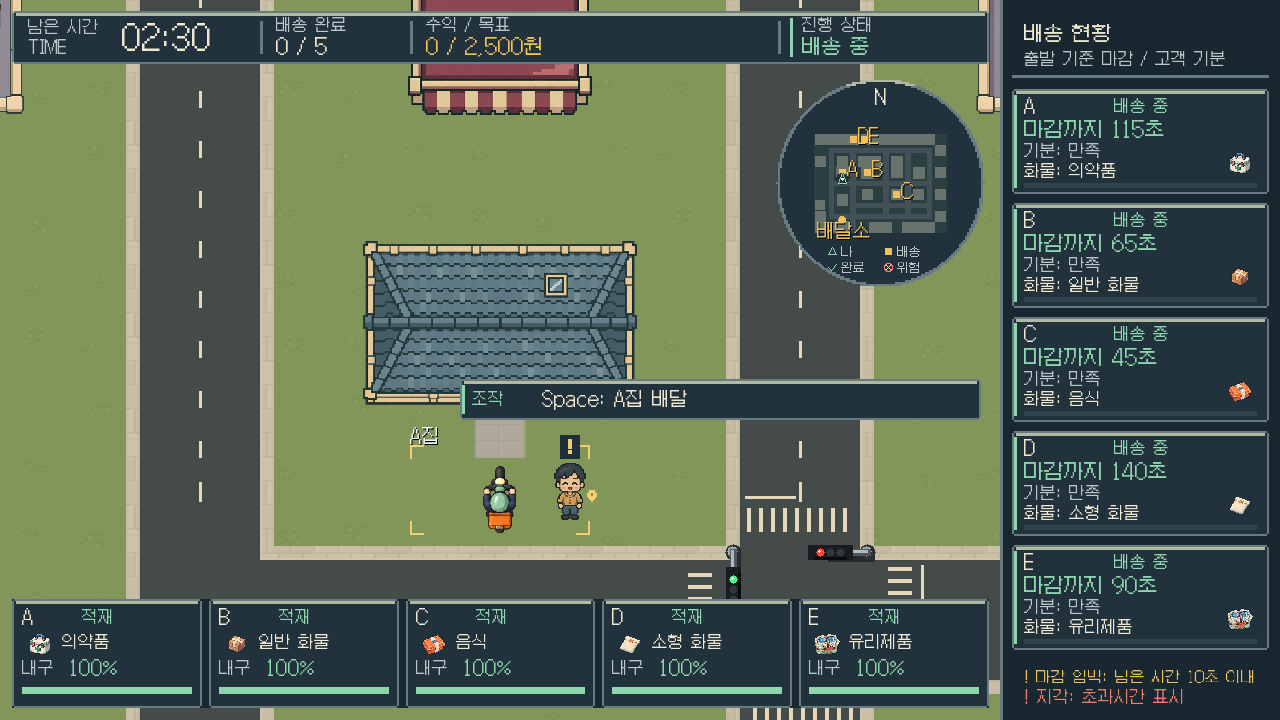 남은 시간
TIME
02:30
배송 완료
0 / 5
수익 / 목표
0 / 2,500원
진행 상태
배송 중
N
DE
A B
C
배달소
△ 나 ■ 배송
✓ 완료 ⊗ 위험
배송 현황
출발 기준 마감 / 고객 기분
A 배송 중
마감까지 115초
기분: 만족
화물: 의약품
B 배송 중
마감까지 65초
기분: 만족
화물: 일반 화물
C 배송 중
마감까지 45초
기분: 만족
화물: 음식
D 배송 중
마감까지 140초
기분: 만족
화물: 소형 화물
E 배송 중
마감까지 90초
기분: 만족
화물: 유리제품
! 마감 임박: 남은 시간 10초 이내
! 지각: 초과시간 표시
조작 Space: A집 배달
A집
!
A 적재
의약품
내구 100%
B 적재
일반 화물
내구 100%
C 적재
음식
내구 100%
D 적재
소형 화물
내구 100%
E 적재
유리제품
내구 100%